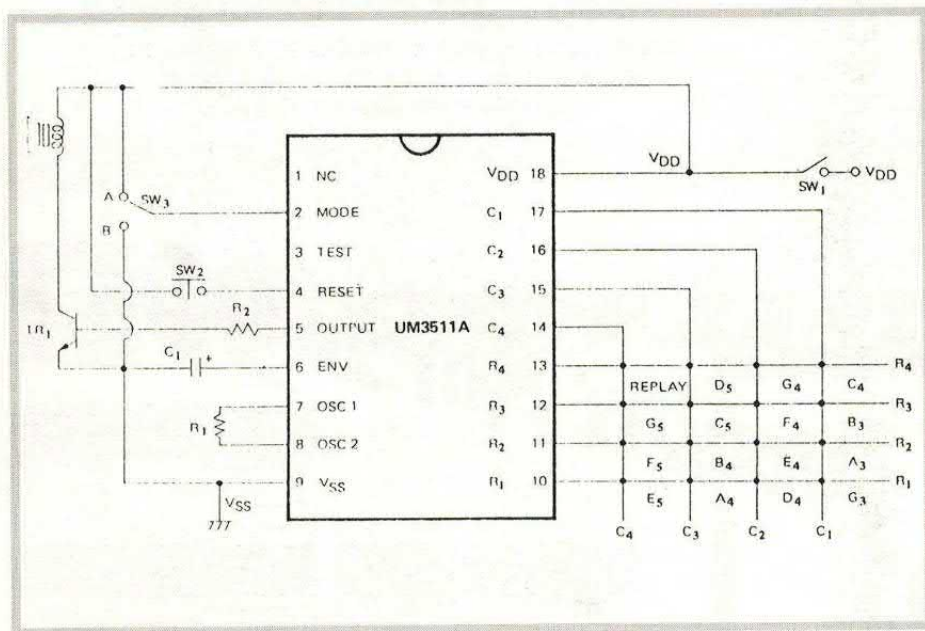 VDD
A
SW3
B
SW2
R2
TR1
C1 +
R1
VSS
1 NC
2 MODE
3 TEST
4 RESET
5 OUTPUT
6 ENV
7 OSC 1
8 OSC 2
9 VSS
UM3511A
VDD 18
C1 17
C2 16
C3 15
C4 14
R4 13
R3 12
R2 11
R1 10
SW1
VDD
R4
REPLAY D5 G4 C4
R3
G5 C5 F4 B3
R2
F5 B4 E4 A3
R1
E5 A4 D4 G3
C4 C3 C2 C1